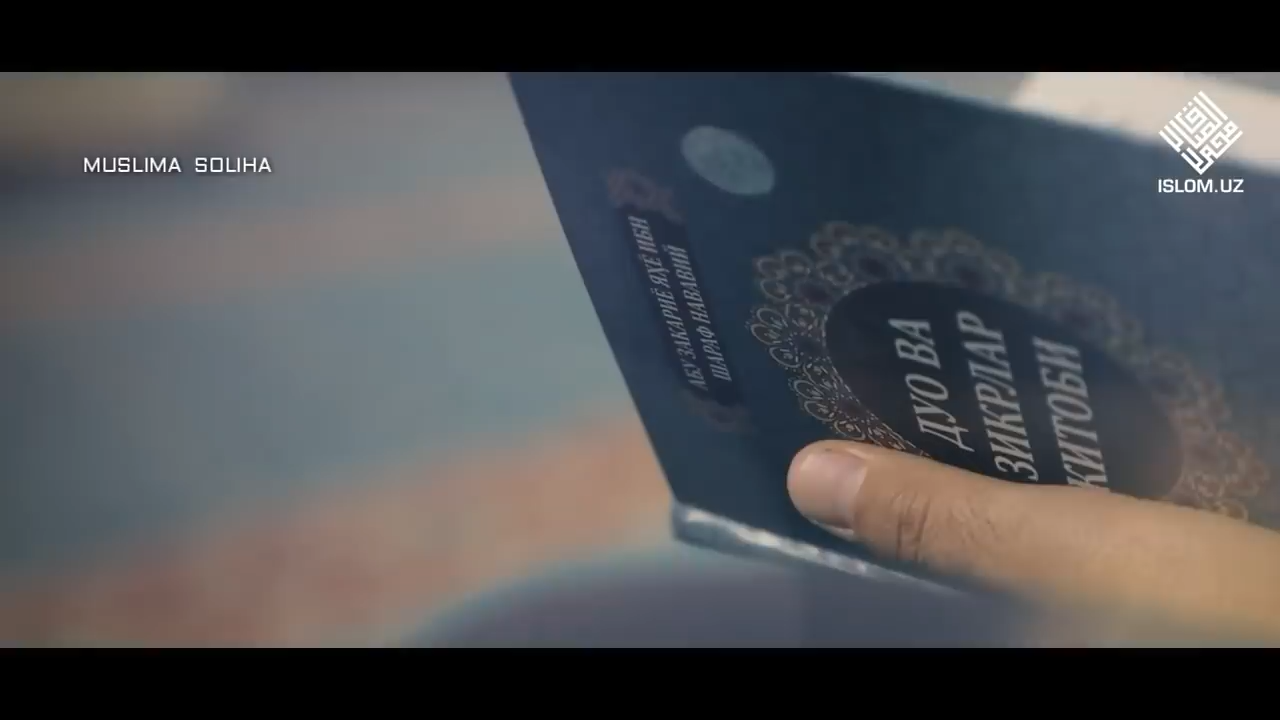 MUSLIMA SOLIHA
ISLOM.UZ
АБУ ЗАКАРИЁ ЯҲЁ ИБН
ШАРАФ НАВАВИЙ
ДУО ВА
ЗИКРЛАР
КИТОБИ